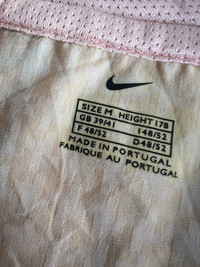 SIZE M HEIGHT 178
GB 39/41 I 48/52
F 48/52 D 48/52
MADE IN PORTUGAL
FABRIQUE AU PORTUGAL